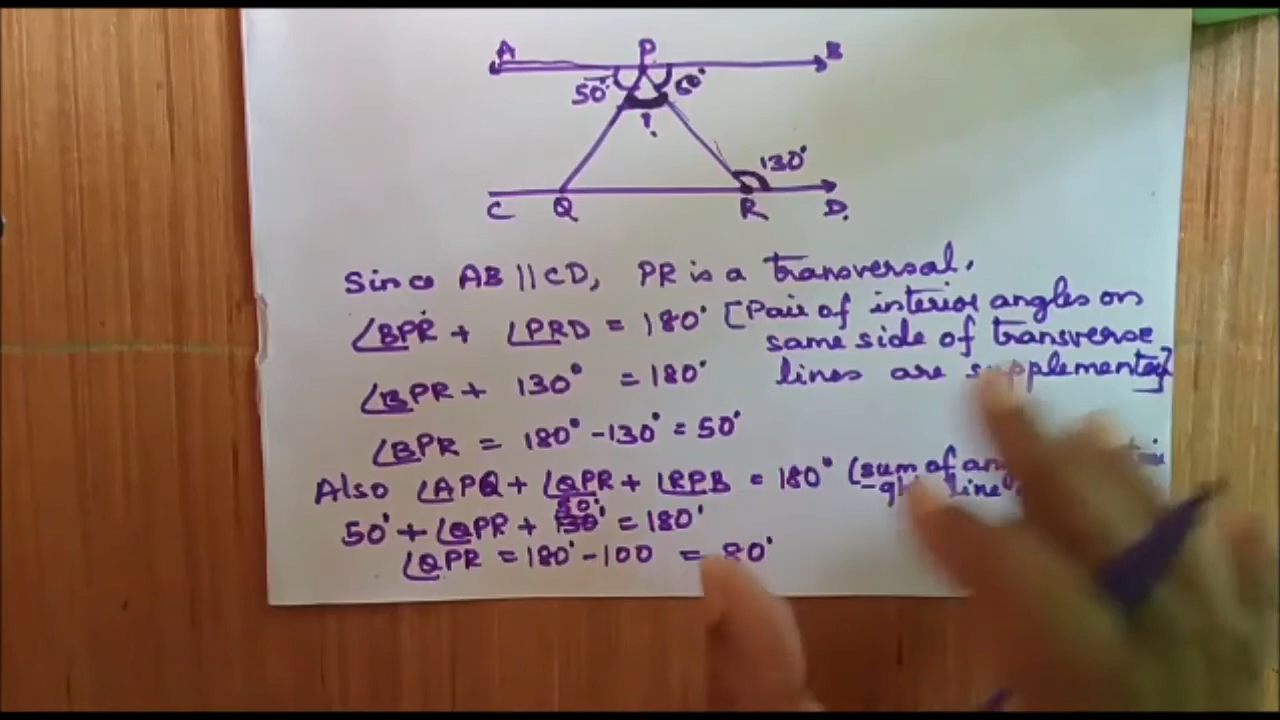 A P B
50° 60°
?
130°
C Q R D.
Since AB || CD, PR is a transversal.
∠BPR + ∠PRD = 180° [Pair of interior angles on
same side of transverse
∠BPR + 130° = 180° lines are
∠BPR = 180° - 130° = 50°
Also ∠APQ + ∠QPR + ∠RPB = 180° (sum of
50°
50° + ∠QPR + 130° = 180°
∠QPR = 180° - 100 = 80°